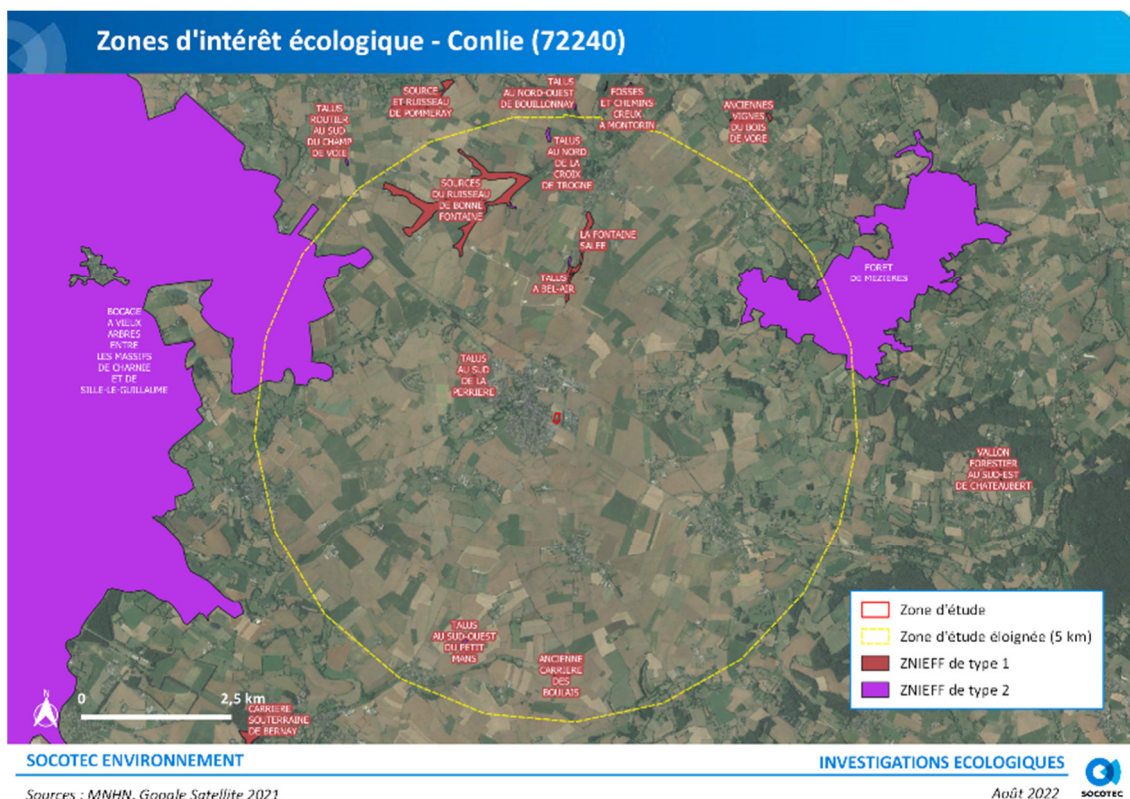 Zones d'intérêt écologique - Conlie (72240)
TALUS
ROUTIER
AU SUD
DU CHAMP
DE VOIE
SOURCE
ET RUISSEAU
DE POMMERAY
TALUS
AU NORD-OUEST
DE BOUILLONNAY
FOSSES
ET CHEMINS
CREUX
A MONTORIN
ANCIENNES
VIGNES
DU BOIS
DE VORE
TALUS
AU NORD
DE LA
CROIX
DE TROGNE
SOURCES
DU RUISSEAU
DE BONNE
FONTAINE
LA FONTAINE
SALEE
TALUS
A BEL-AIR
FORET
DE MEZIERES
BOCAGE
A VIEUX
ARBRES
ENTRE
LES MASSIFS
DE CHARNIE
ET DE
SILLE-LE-GUILLAUME
TALUS
AU SUD
DE LA
PERRIERE
VALLON
FORESTIER
AU SUD-EST
DE CHATEAUBERT
TALUS
AU SUD-OUEST
DU PETIT
MANS
ANCIENNE
CARRIERE
DES
BOULAIS
CARRIERE
SOUTERRAINE
DE BERNAY
N
0 2,5 km
Zone d'étude
Zone d'étude éloignée (5 km)
ZNIEFF de type 1
ZNIEFF de type 2
SOCOTEC ENVIRONNEMENT
INVESTIGATIONS ECOLOGIQUES
Sources : MNHN, Google Satellite 2021
Août 2022
SOCOTEC